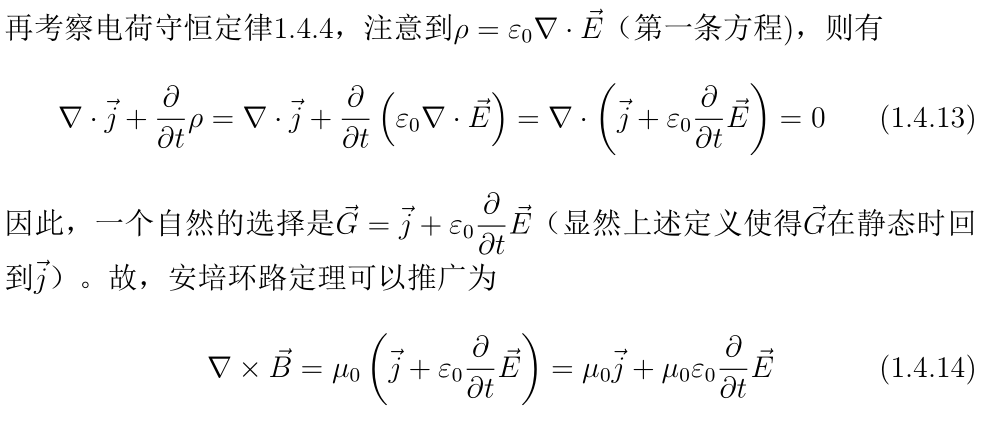 再考察电荷守恒定律1.4.4，注意到ρ = ε₀∇ · E⃗（第一条方程)，则有
∇ · j⃗ + ∂/∂t ρ = ∇ · j⃗ + ∂/∂t (ε₀∇ · E⃗) = ∇ · (j⃗ + ε₀ ∂/∂t E⃗) = 0 (1.4.13)
因此，一个自然的选择是G⃗ = j⃗ + ε₀ ∂/∂t E⃗（显然上述定义使得G⃗在静态时回
到j⃗）。故，安培环路定理可以推广为
∇ × B⃗ = μ₀ (j⃗ + ε₀ ∂/∂t E⃗) = μ₀j⃗ + μ₀ε₀ ∂/∂t E⃗ (1.4.14)